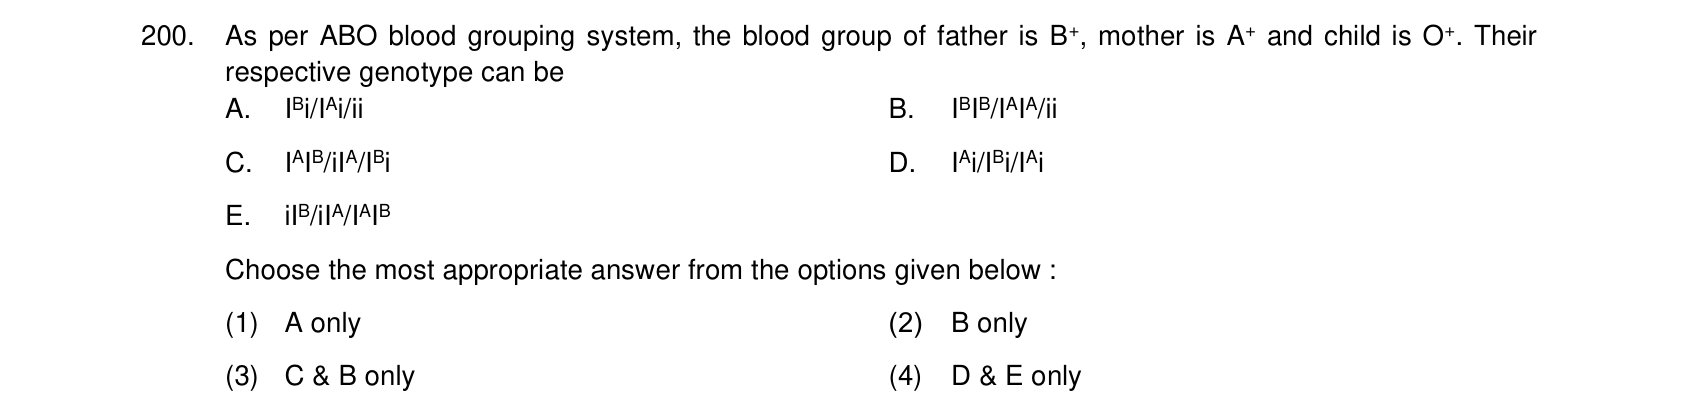 200. As per ABO blood grouping system, the blood group of father is B⁺, mother is A⁺ and child is O⁺. Their
respective genotype can be
A. Iᴮi/Iᴬi/ii B. IᴮIᴮ/IᴬIᴬ/ii
C. IᴬIᴮ/iIᴬ/Iᴮi D. Iᴬi/Iᴮi/Iᴬi
E. iIᴮ/iIᴬ/IᴬIᴮ
Choose the most appropriate answer from the options given below :
(1) A only (2) B only
(3) C & B only (4) D & E only